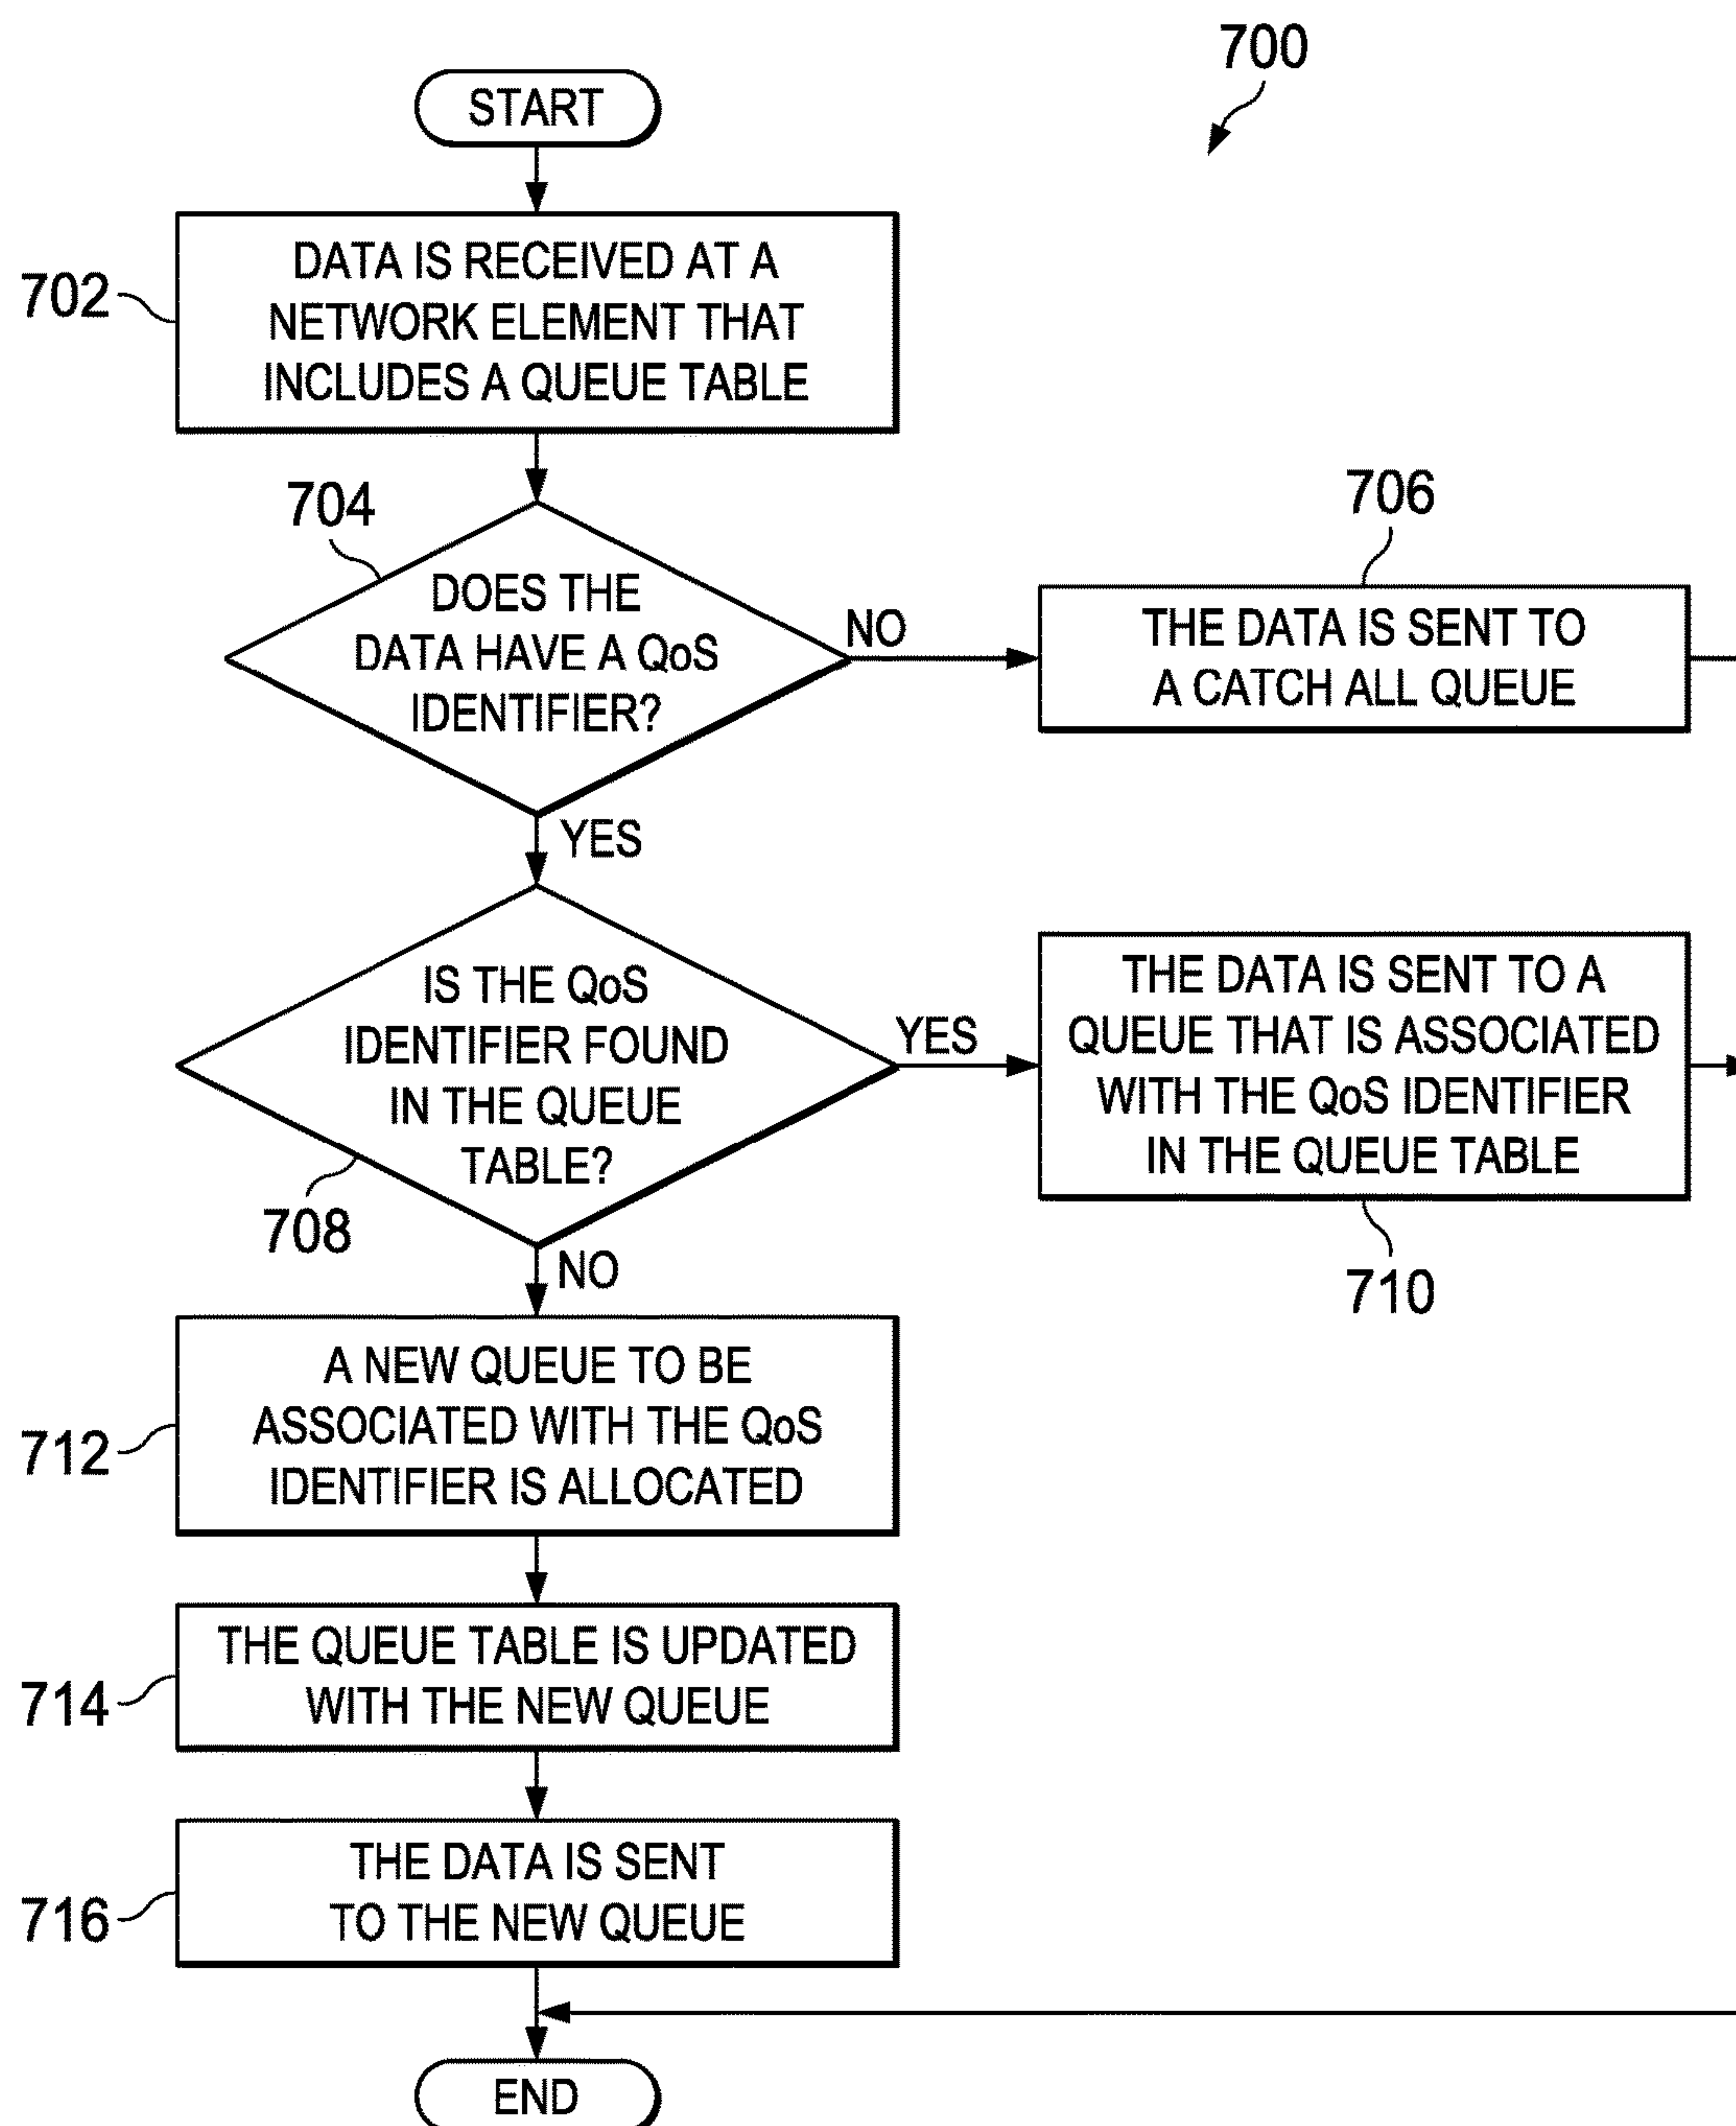 700
START
702
DATA IS RECEIVED AT A
NETWORK ELEMENT THAT
INCLUDES A QUEUE TABLE
704
DOES THE
DATA HAVE A QoS
IDENTIFIER?
NO
706
THE DATA IS SENT TO
A CATCH ALL QUEUE
YES
IS THE QoS
IDENTIFIER FOUND
IN THE QUEUE
TABLE?
708
YES
THE DATA IS SENT TO A
QUEUE THAT IS ASSOCIATED
WITH THE QoS IDENTIFIER
IN THE QUEUE TABLE
710
NO
712
A NEW QUEUE TO BE
ASSOCIATED WITH THE QoS
IDENTIFIER IS ALLOCATED
714
THE QUEUE TABLE IS UPDATED
WITH THE NEW QUEUE
716
THE DATA IS SENT
TO THE NEW QUEUE
END